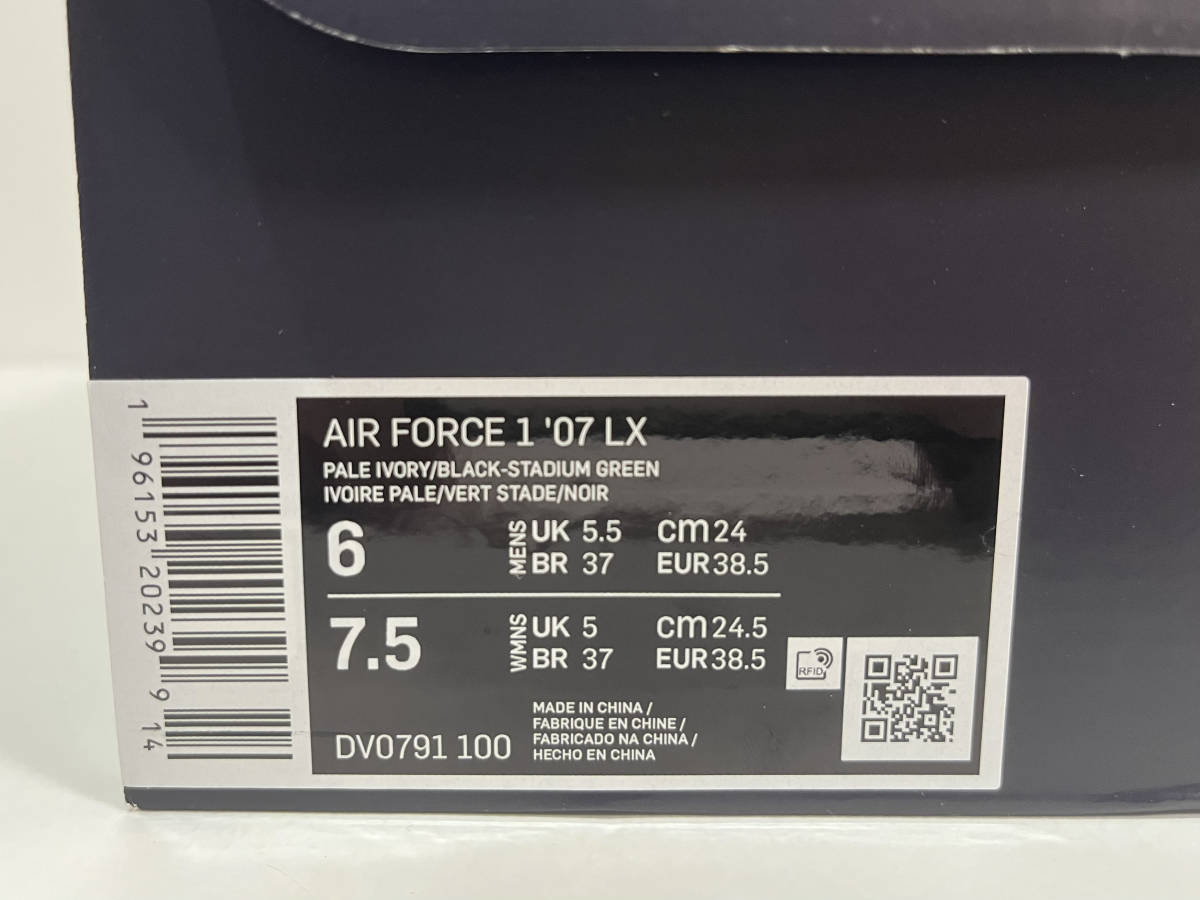 AIR FORCE 1 '07 LX
PALE IVORY/BLACK-STADIUM GREEN
IVOIRE PALE/VERT STADE/NOIR
6 MENS UK 5.5 cm 24
BR 37 EUR 38.5
7.5 WMNS UK 5 cm 24.5
BR 37 EUR 38.5
RFID
MADE IN CHINA /
FABRIQUE EN CHINE /
FABRICADO NA CHINA /
HECHO EN CHINA
DV0791 100
1 96153 20239 9 14